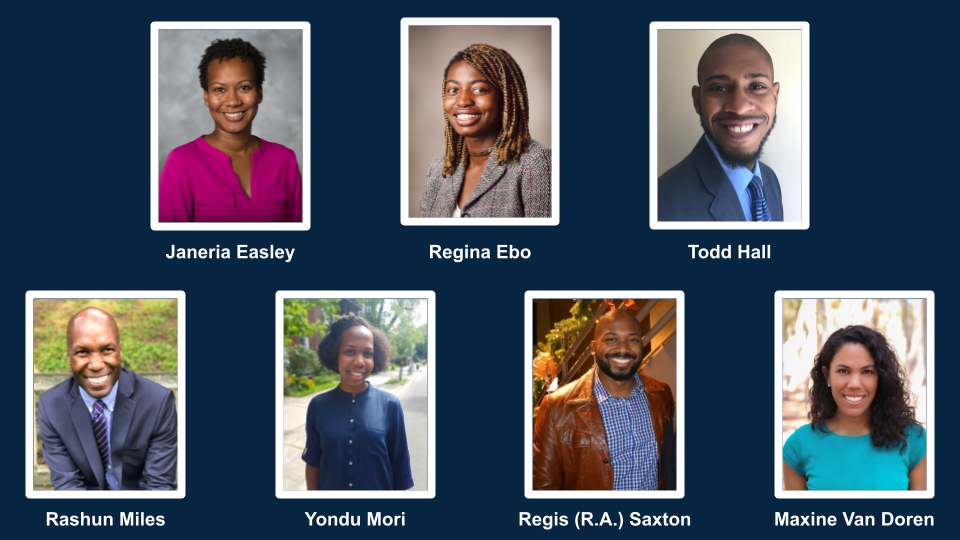 Janeria Easley
Regina Ebo
Todd Hall
Rashun Miles
Yondu Mori
Regis (R.A.) Saxton
Maxine Van Doren